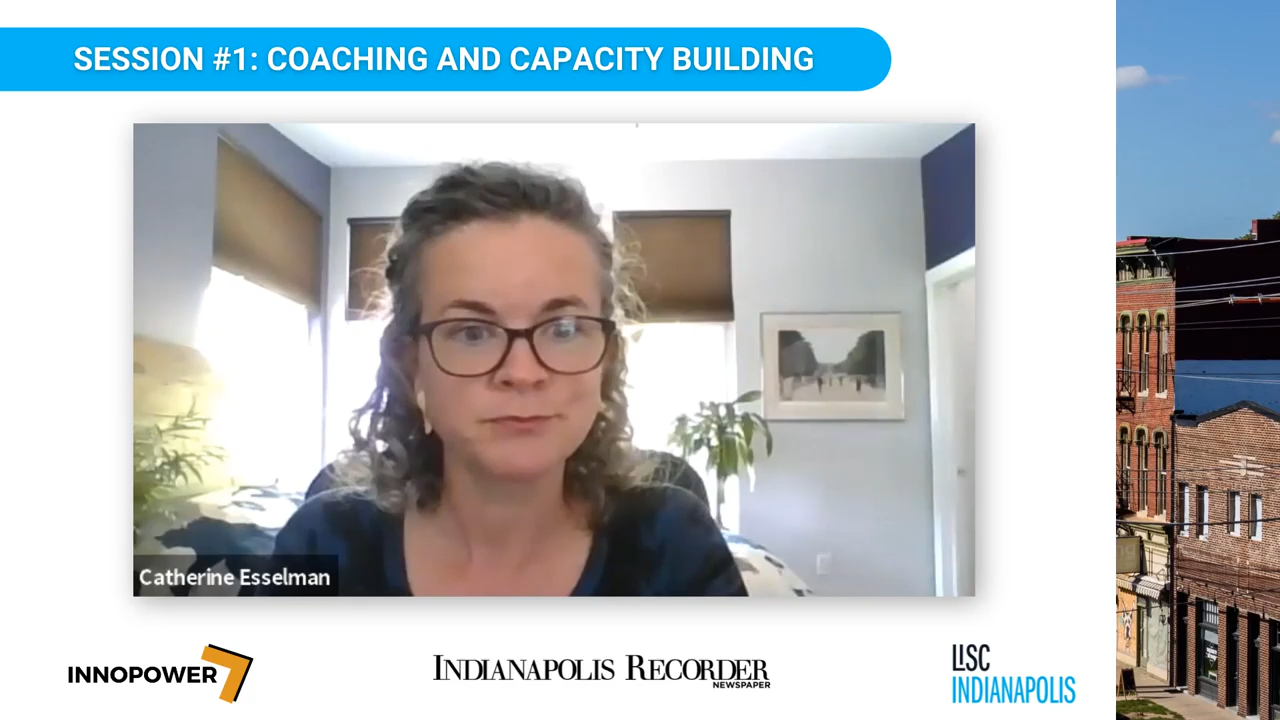 SESSION #1: COACHING AND CAPACITY BUILDING
Catherine Esselman
INNOPOWER
INDIANAPOLIS RECORDER
NEWSPAPER
LISC
INDIANAPOLIS